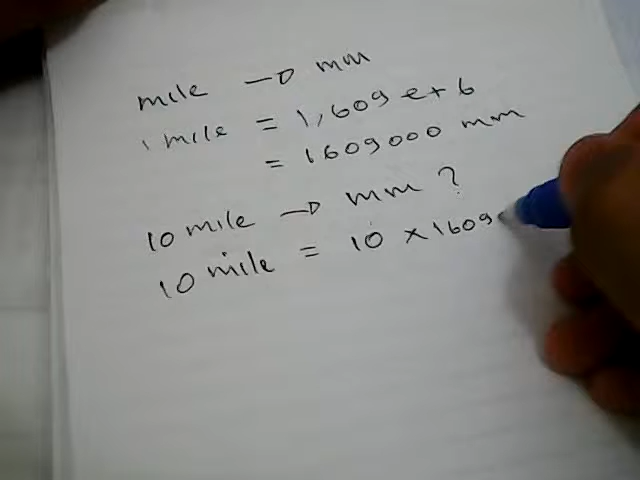 mile → mm
1 mile = 1,609 e+6
= 1609000 mm
10 mile → mm ?
10 mile = 10 × 1609